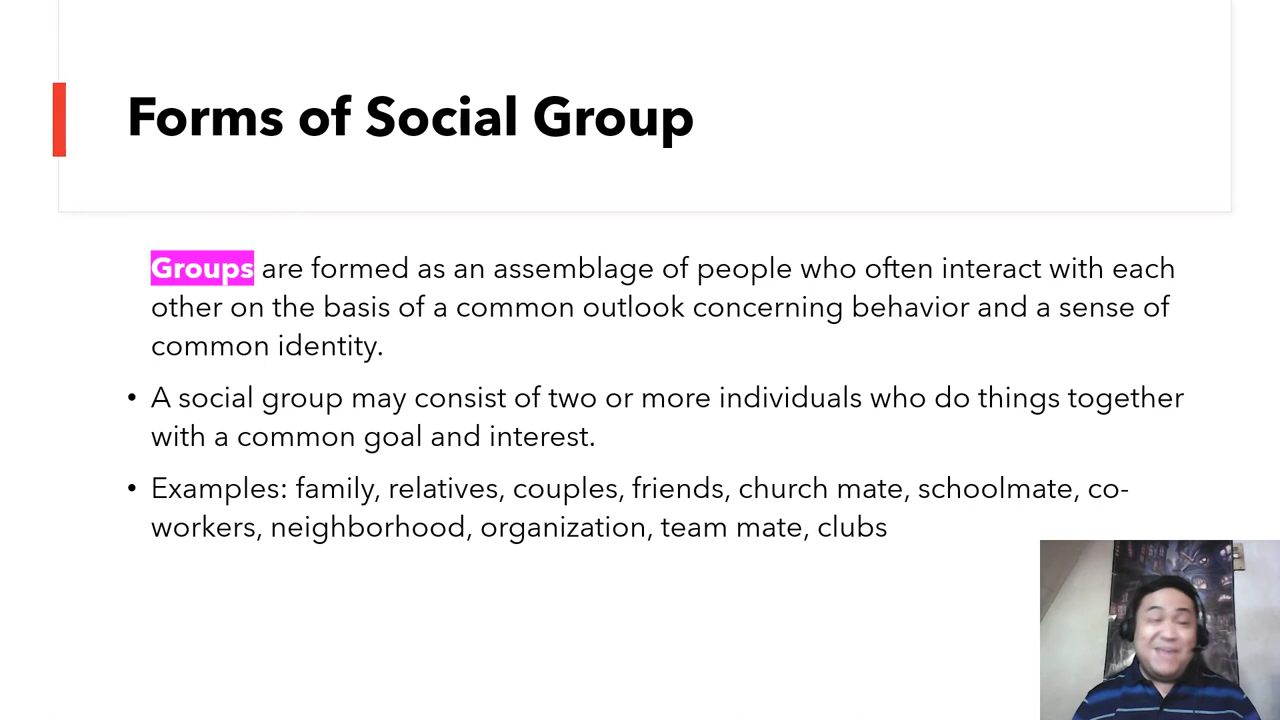 Forms of Social Group
Groups are formed as an assemblage of people who often interact with each
other on the basis of a common outlook concerning behavior and a sense of
common identity.
• A social group may consist of two or more individuals who do things together
with a common goal and interest.
• Examples: family, relatives, couples, friends, church mate, schoolmate, co-
workers, neighborhood, organization, team mate, clubs